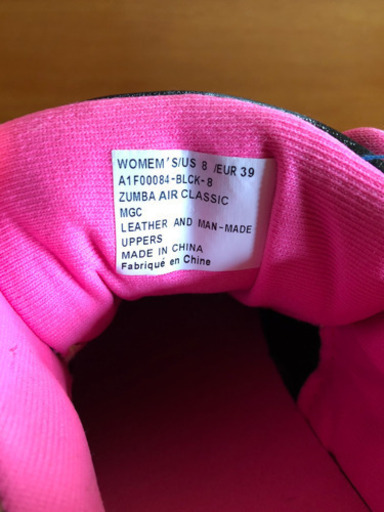 WOMEM'S/US 8 /EUR 39
A1F00084-BLCK-8
ZUMBA AIR CLASSIC
MGC
LEATHER AND MAN-MADE
UPPERS
MADE IN CHINA
Fabriqué en Chine